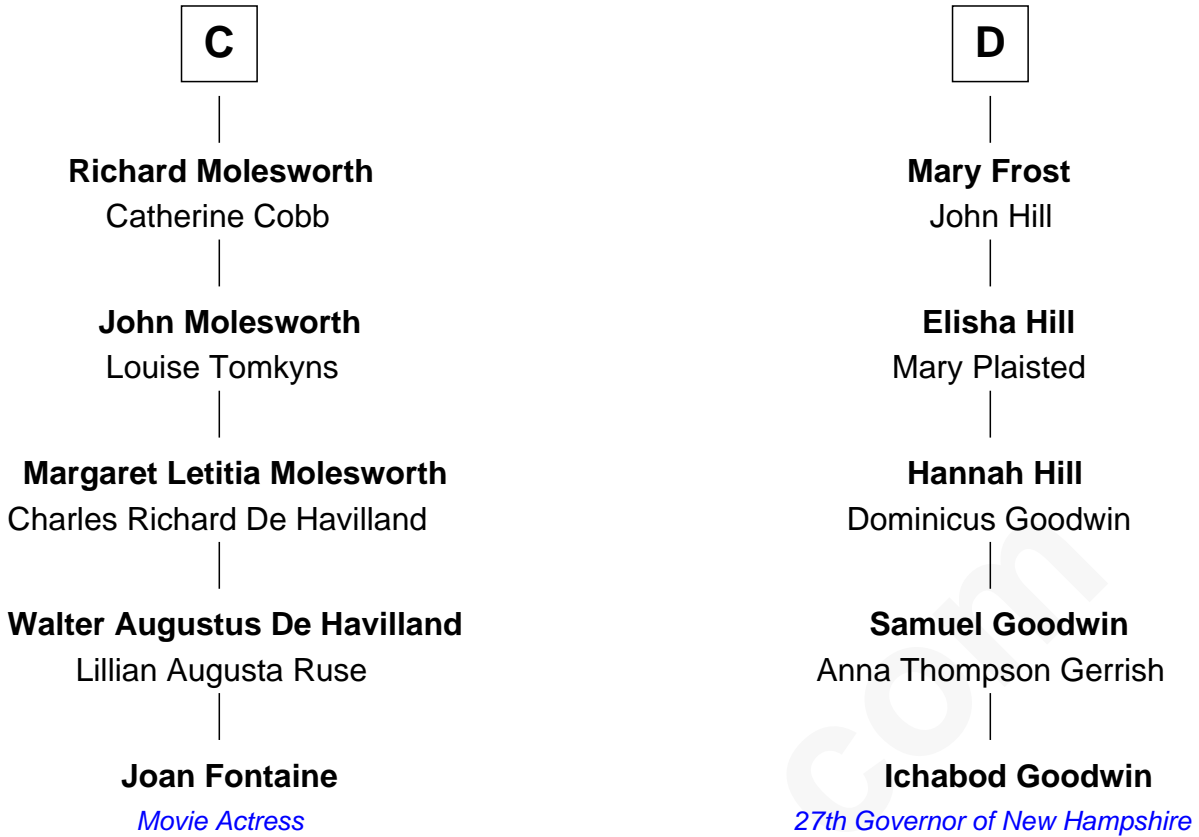 C
Richard Molesworth
Catherine Cobb
John Molesworth
Louise Tomkyns
Margaret Letitia Molesworth
Charles Richard De Havilland
Walter Augustus De Havilland
Lillian Augusta Ruse
Joan Fontaine
Movie Actress
D
Mary Frost
John Hill
Elisha Hill
Mary Plaisted
Hannah Hill
Dominicus Goodwin
Samuel Goodwin
Anna Thompson Gerrish
Ichabod Goodwin
27th Governor of New Hampshire
com